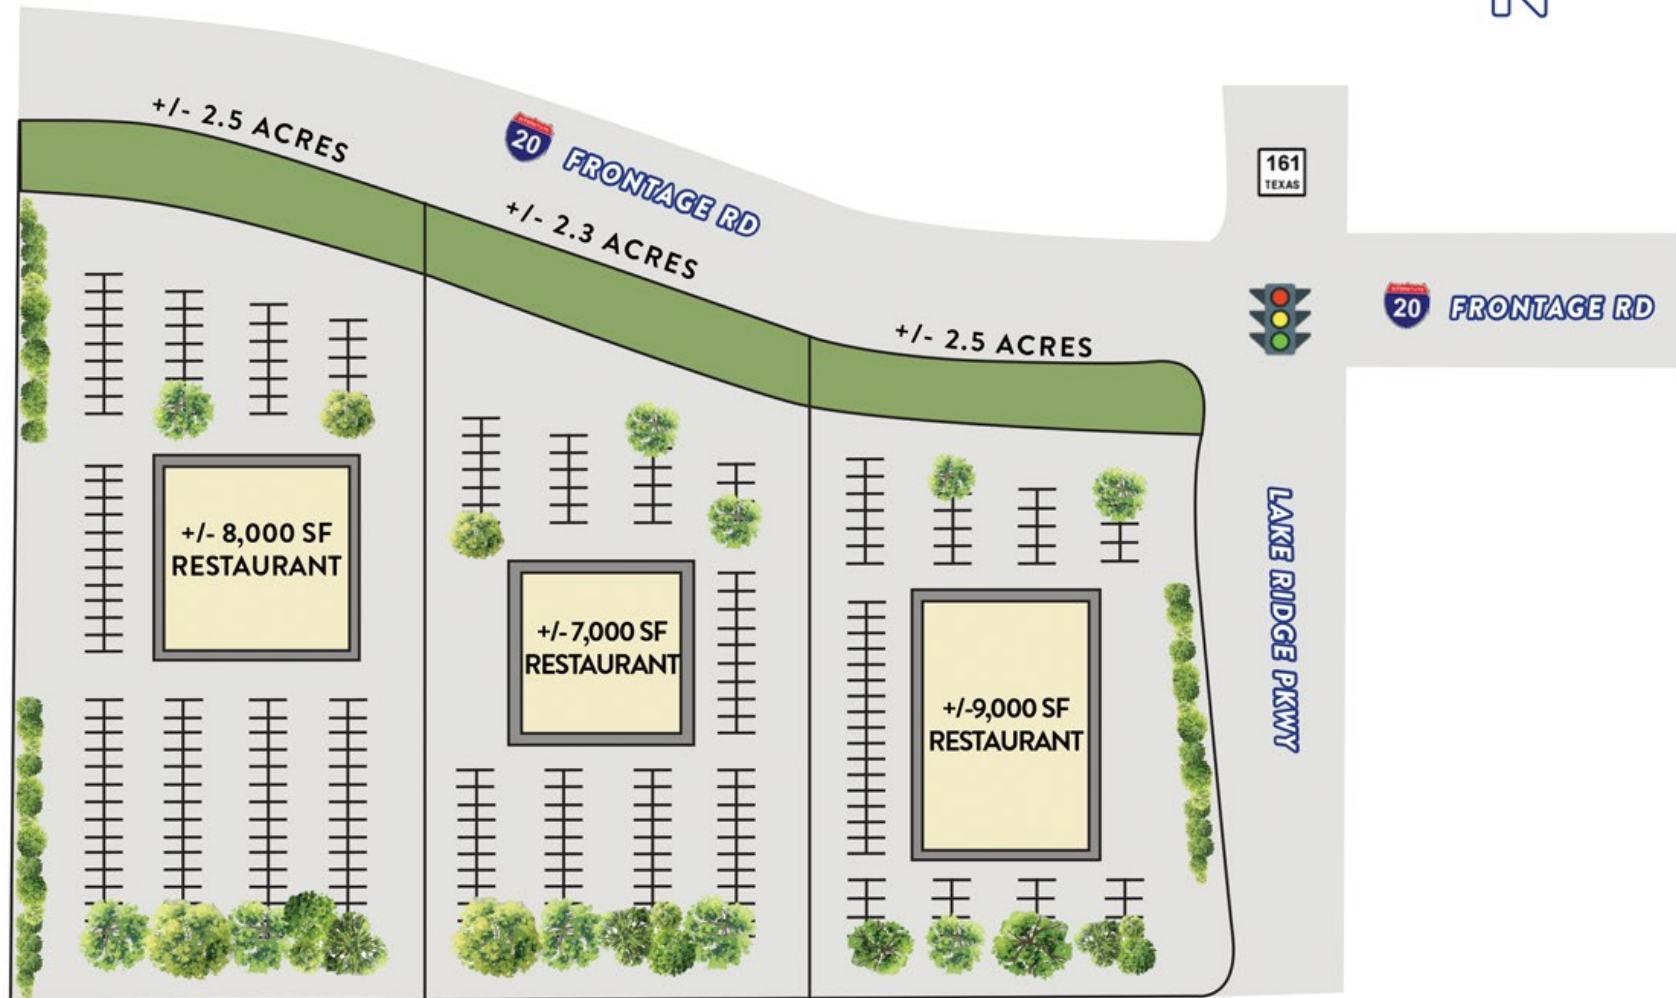 +/- 2.5 ACRES
20
FRONTAGE RD
+/- 2.3 ACRES
161
TEXAS
20
FRONTAGE RD
+/- 2.5 ACRES
+/- 8,000 SF
RESTAURANT
+/- 7,000 SF
RESTAURANT
+/-9,000 SF
RESTAURANT
LAKE RIDGE PKWY